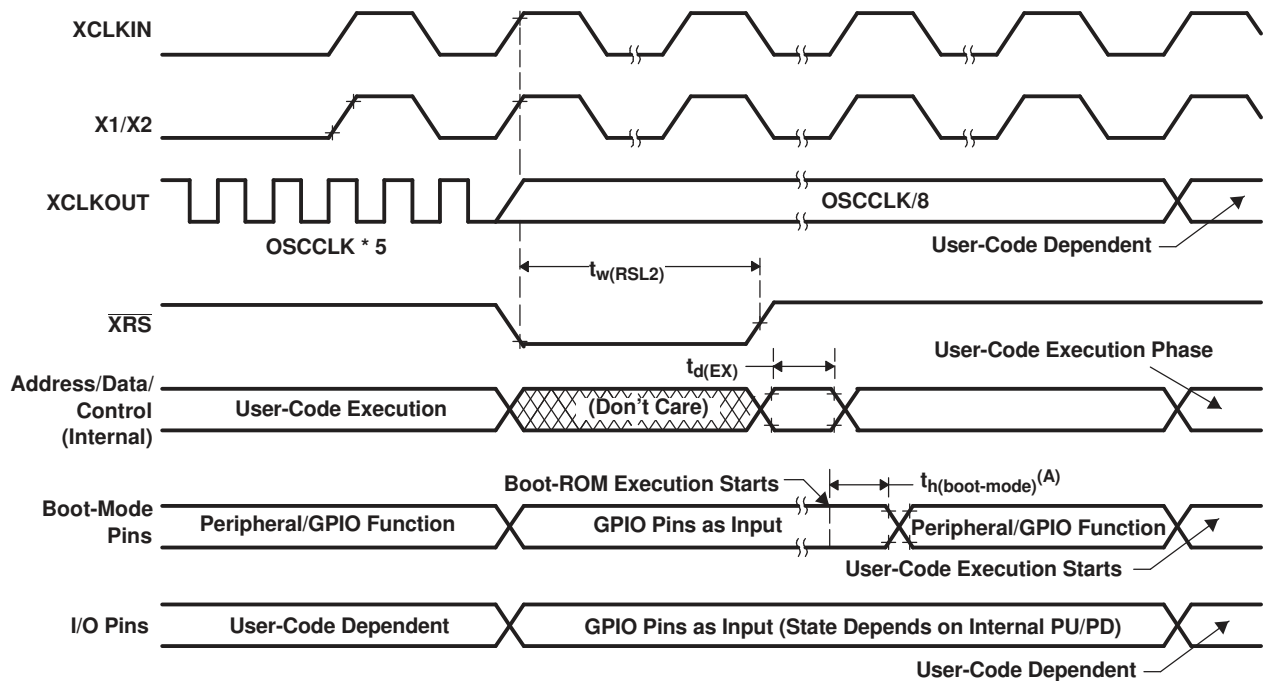 XCLKIN
X1/X2
XCLKOUT
OSCCLK/8
OSCCLK * 5
User-Code Dependent
tw(RSL2)
XRS
User-Code Execution Phase
td(EX)
Address/Data/
Control
(Internal)
User-Code Execution
(Don't Care)
Boot-ROM Execution Starts
th(boot-mode)(A)
Boot-Mode
Pins
Peripheral/GPIO Function
GPIO Pins as Input
Peripheral/GPIO Function
User-Code Execution Starts
I/O Pins
User-Code Dependent
GPIO Pins as Input (State Depends on Internal PU/PD)
User-Code Dependent